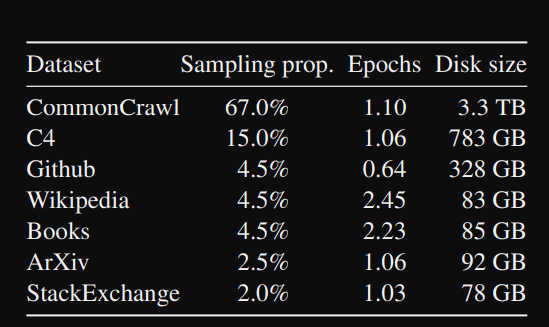 Dataset Sampling prop. Epochs Disk size
CommonCrawl 67.0% 1.10 3.3 TB
C4 15.0% 1.06 783 GB
Github 4.5% 0.64 328 GB
Wikipedia 4.5% 2.45 83 GB
Books 4.5% 2.23 85 GB
ArXiv 2.5% 1.06 92 GB
StackExchange 2.0% 1.03 78 GB